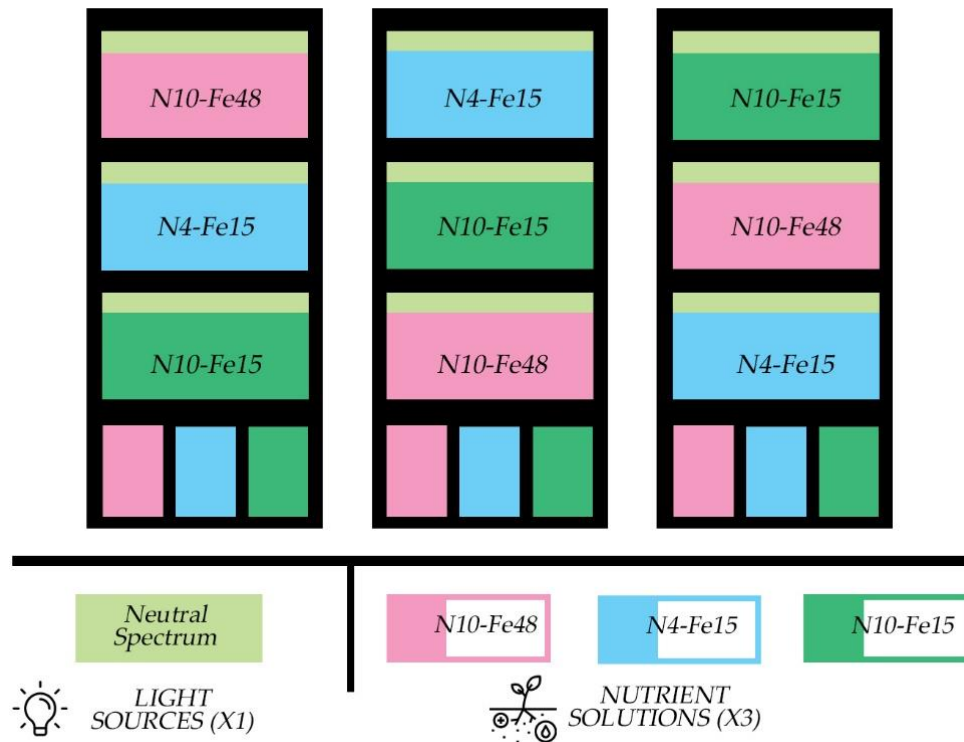 N10-Fe48
N4-Fe15
N10-Fe15
N4-Fe15
N10-Fe15
N10-Fe48
N10-Fe15
N10-Fe48
N4-Fe15
Neutral
Spectrum
LIGHT
SOURCES (X1)
N10-Fe48
N4-Fe15
N10-Fe15
NUTRIENT
SOLUTIONS (X3)